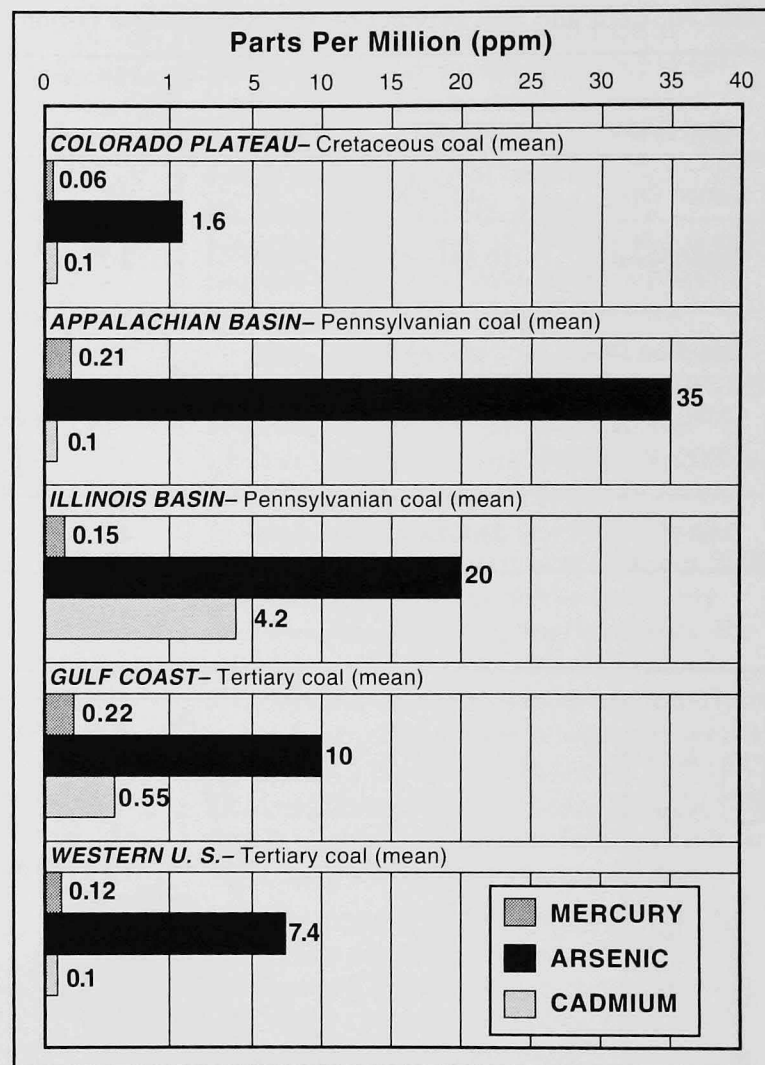 Parts Per Million (ppm)
0 1 5 10 15 20 25 30 35 40
COLORADO PLATEAU– Cretaceous coal (mean)
0.06
1.6
0.1
APPALACHIAN BASIN– Pennsylvanian coal (mean)
0.21
35
0.1
ILLINOIS BASIN– Pennsylvanian coal (mean)
0.15
20
4.2
GULF COAST– Tertiary coal (mean)
0.22
10
0.55
WESTERN U. S.– Tertiary coal (mean)
0.12
7.4
0.1
MERCURY
ARSENIC
CADMIUM